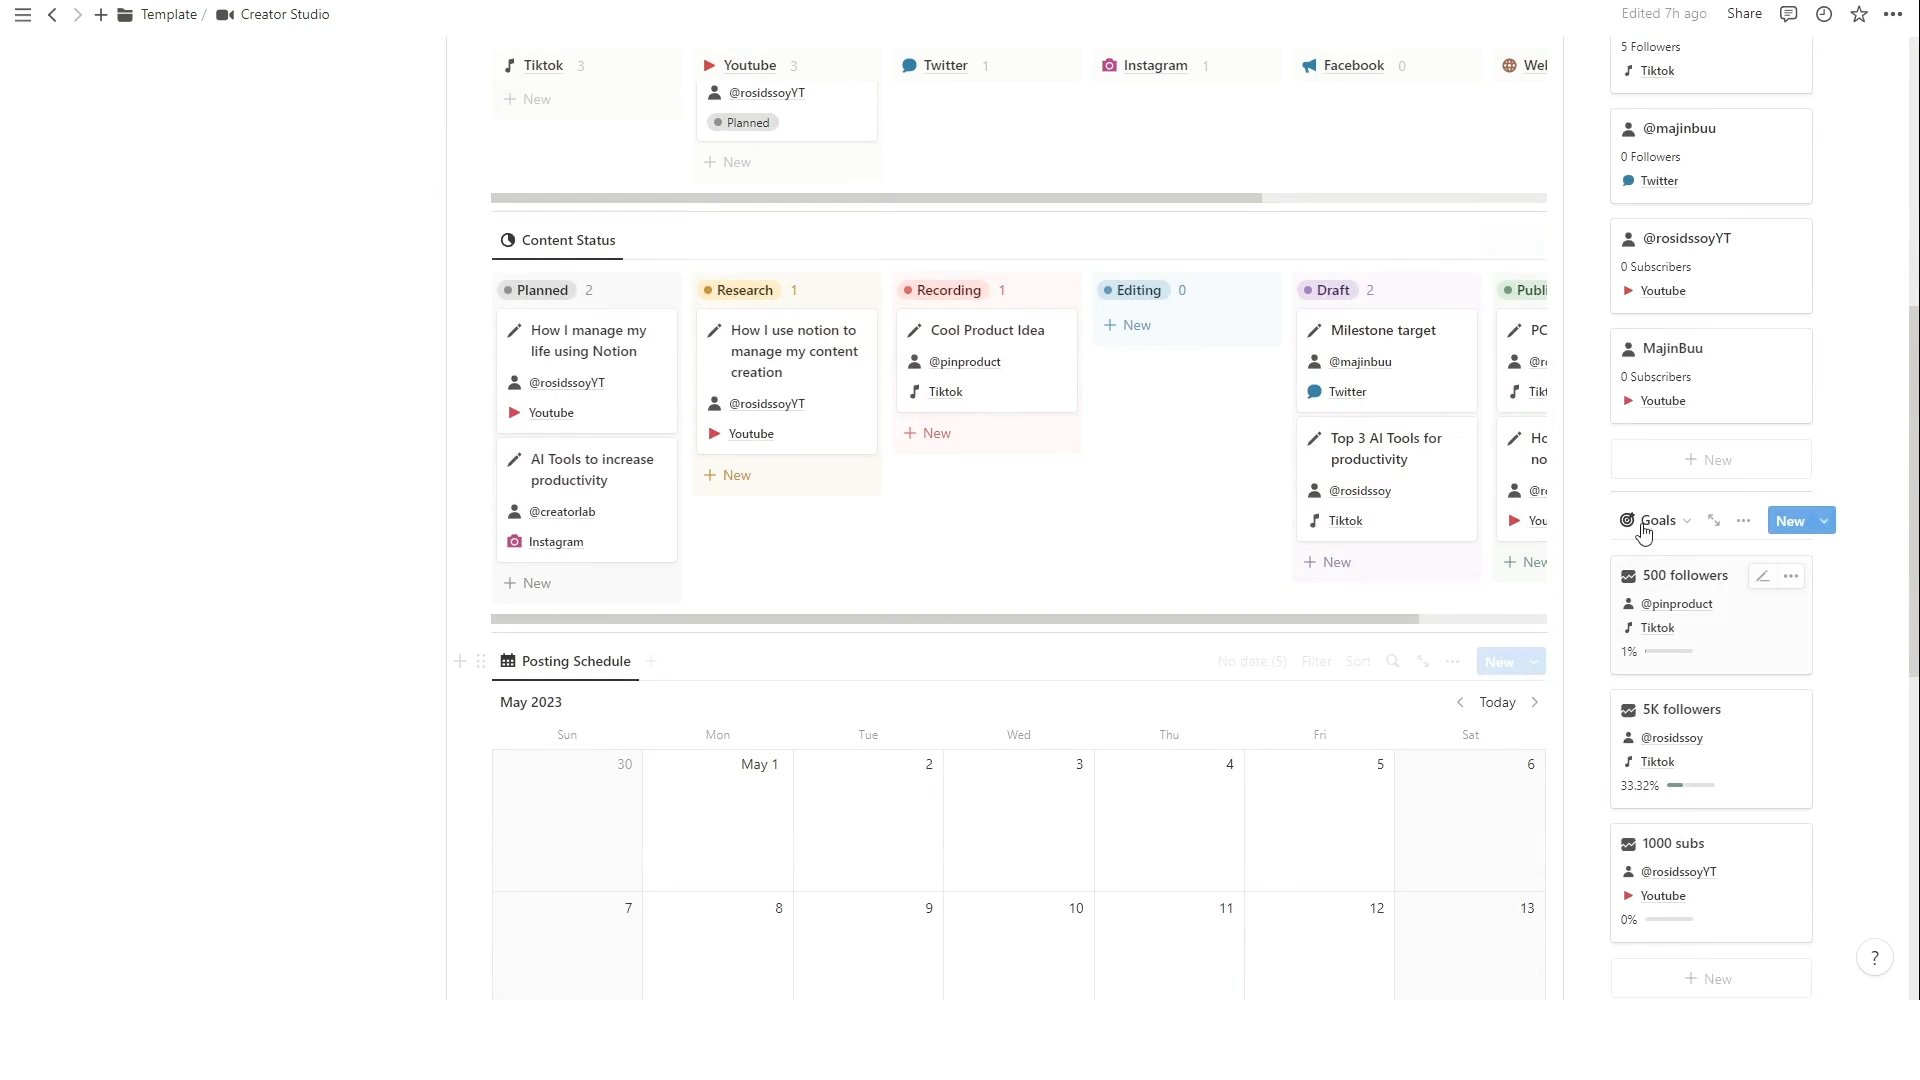 Template / Creator Studio
Edited 7h ago Share
Tiktok 3
+ New
Youtube 3
@rosidssoyYT
Planned
+ New
Twitter 1
Instagram 1
Facebook 0
Content Status
Planned 2
How I manage my
life using Notion
@rosidssoyYT
Youtube
AI Tools to increase
productivity
@creatorlab
Instagram
+ New
Research 1
How I use notion to
manage my content
creation
@rosidssoyYT
Youtube
+ New
Recording 1
Cool Product Idea
@pinproduct
Tiktok
+ New
Editing 0
+ New
Draft 2
Milestone target
@majinbuu
Twitter
Top 3 AI Tools for
productivity
@rosidssoy
Tiktok
+ New
Posting Schedule
No date (5) Filter Sort New
May 2023
Today
Sun Mon Tue Wed Thu Fri Sat
30 May 1 2 3 4 5 6
7 8 9 10 11 12 13
5 Followers
Tiktok
@majinbuu
0 Followers
Twitter
@rosidssoyYT
0 Subscribers
Youtube
MajinBuu
0 Subscribers
Youtube
+ New
Goals
New
500 followers
@pinproduct
Tiktok
1%
5K followers
@rosidssoy
Tiktok
33.32%
1000 subs
@rosidssoyYT
Youtube
0%
+ New
?